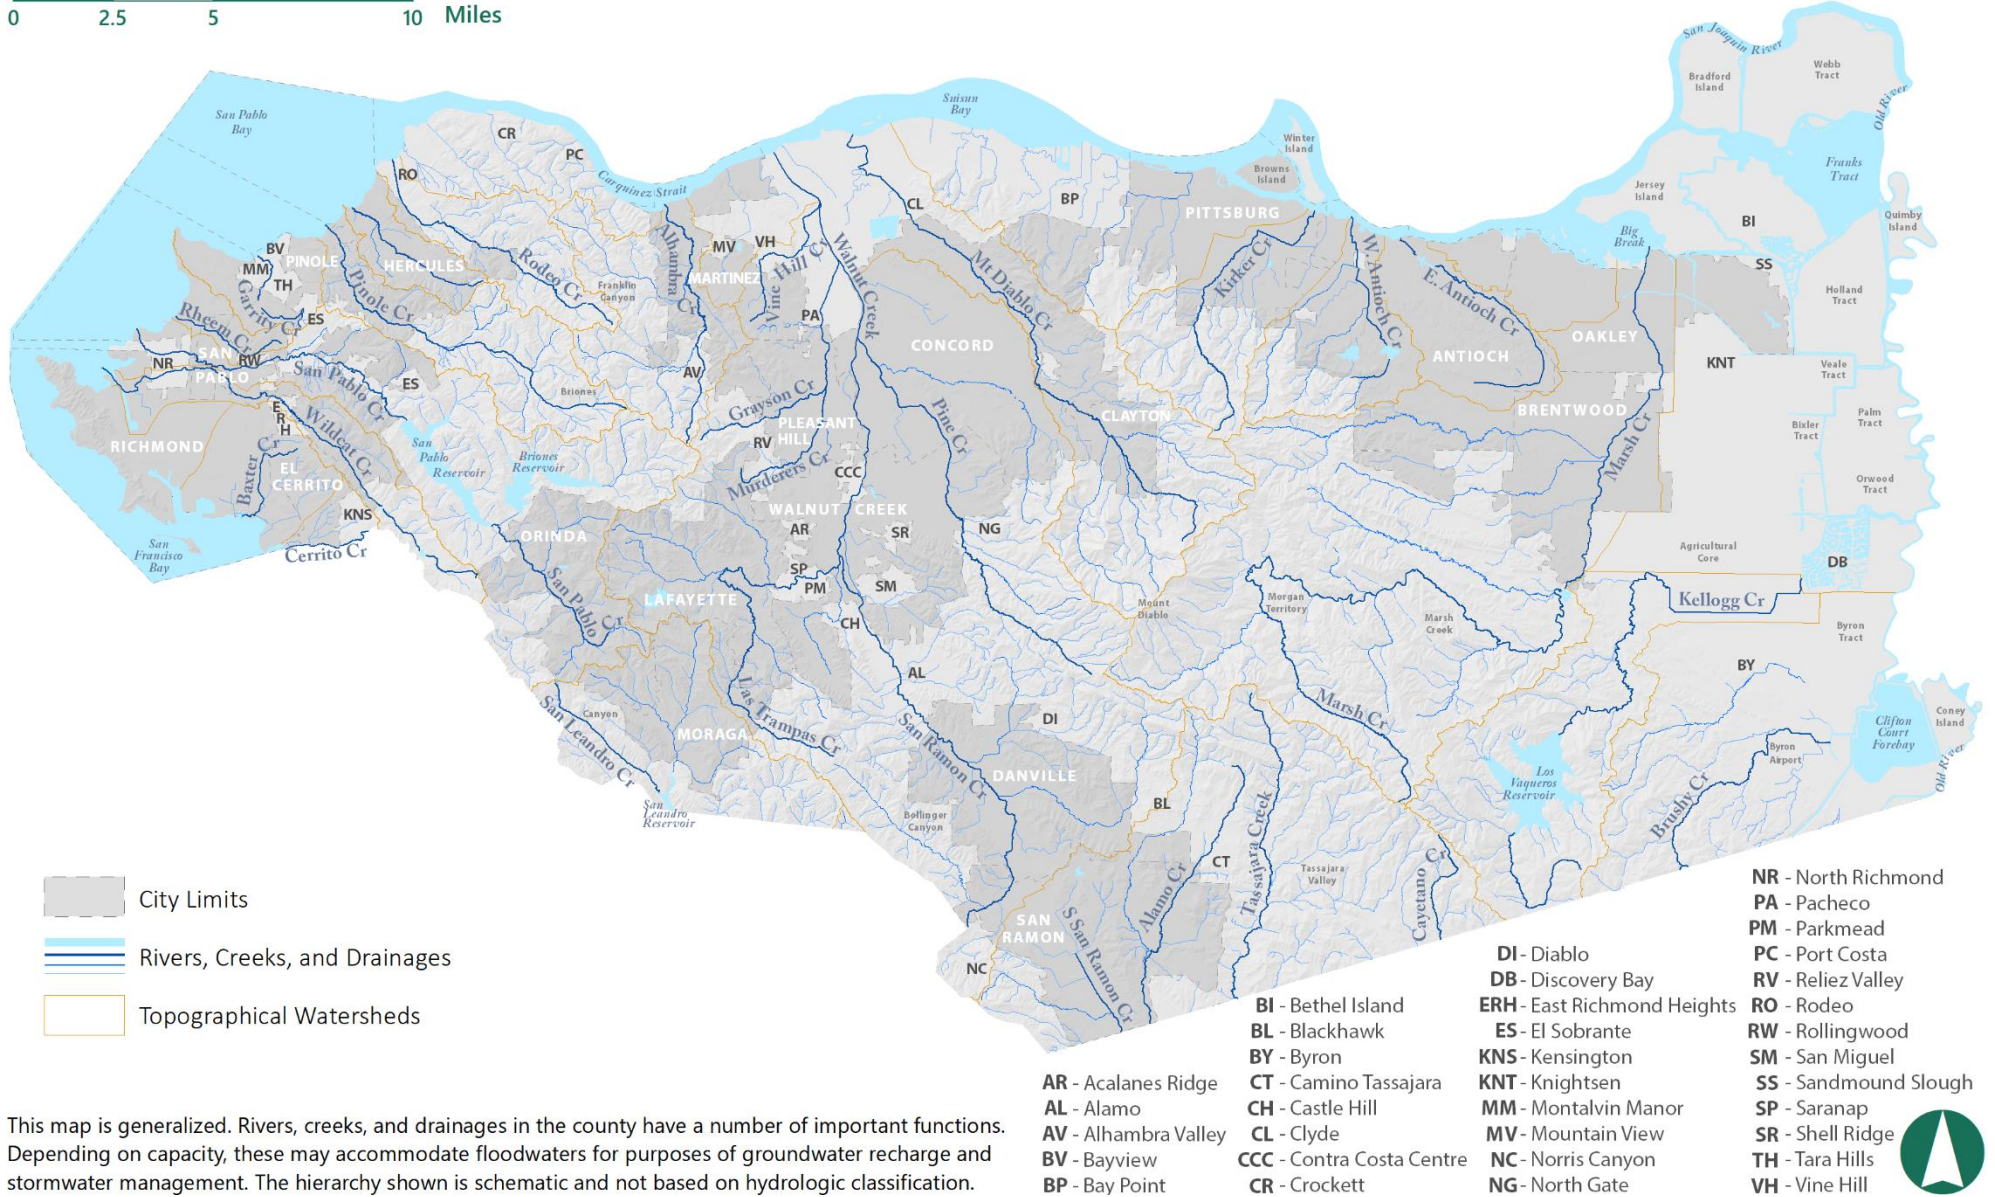 0 2.5 5 10 Miles
San Joaquin River
Webb
Tract
Bradford
Island
Old River
San Pablo
Bay
Suisun
Bay
CR
PC
RO
Carquinez Strait
Winter
Island
Browns
Island
Franks
Tract
Jersey
Island
Quimby
Island
BI
Big
Break
SS
Holland
Tract
CL
BP
PITTSBURG
BV
MM
PINOLE
TH
HERCULES
Rodeo Cr
Franklin
Canyon
Alhambra Cr
MV
VH
MARTINEZ
Vine Hill Cr
Walnut Creek
Mt Diablo Cr
Kirker Cr
W. Antioch Cr
E. Antioch Cr
OAKLEY
ANTIOCH
KNT
Veale
Tract
Garrity Cr
Pinole Cr
Rheem Cr
ES
PA
CONCORD
NR
SAN
PABLO
RW
San Pablo Cr
ES
AV
Briones
Grayson Cr
PLEASANT
HILL
Pine Cr
CLAYTON
BRENTWOOD
Palm
Tract
Bixler
Tract
E
R
H
Wildcat Cr
RICHMOND
Baxter Cr
EL
CERRITO
San
Pablo
Reservoir
Briones
Reservoir
RV
Murderers Cr
CCC
Marsh Cr
Orwood
Tract
KNS
WALNUT CREEK
AR
SR
NG
San
Francisco
Bay
Cerrito Cr
ORINDA
SP
PM
SM
Agricultural
Core
DB
San Pablo Cr
LAFAYETTE
CH
Mount
Diablo
Morgan
Territory
Marsh
Creek
Kellogg Cr
Byron
Tract
AL
BY
San Leandro Cr
Canyon
Las Trampas Cr
MORAGA
San Ramon Cr
DI
Marsh Cr
Coney
Island
Clifton
Court
Forebay
Old River
Byron
Airport
DANVILLE
Los
Vaqueros
Reservoir
Brushy Cr
San
Leandro
Reservoir
Bollinger
Canyon
BL
Tassajara Creek
CT
Alamo Cr
Tassajara
Valley
Cayetano Cr
SAN
RAMON
S San Ramon Cr
NC
City Limits
Rivers, Creeks, and Drainages
Topographical Watersheds
This map is generalized. Rivers, creeks, and drainages in the county have a number of important functions.
Depending on capacity, these may accommodate floodwaters for purposes of groundwater recharge and
stormwater management. The hierarchy shown is schematic and not based on hydrologic classification.
AR - Acalanes Ridge
AL - Alamo
AV - Alhambra Valley
BV - Bayview
BP - Bay Point
BI - Bethel Island
BL - Blackhawk
BY - Byron
CT - Camino Tassajara
CH - Castle Hill
CL - Clyde
CCC - Contra Costa Centre
CR - Crockett
DI - Diablo
DB - Discovery Bay
ERH - East Richmond Heights
ES - El Sobrante
KNS - Kensington
KNT - Knightsen
MM - Montalvin Manor
MV - Mountain View
NC - Norris Canyon
NG - North Gate
NR - North Richmond
PA - Pacheco
PM - Parkmead
PC - Port Costa
RV - Reliez Valley
RO - Rodeo
RW - Rollingwood
SM - San Miguel
SS - Sandmound Slough
SP - Saranap
SR - Shell Ridge
TH - Tara Hills
VH - Vine Hill